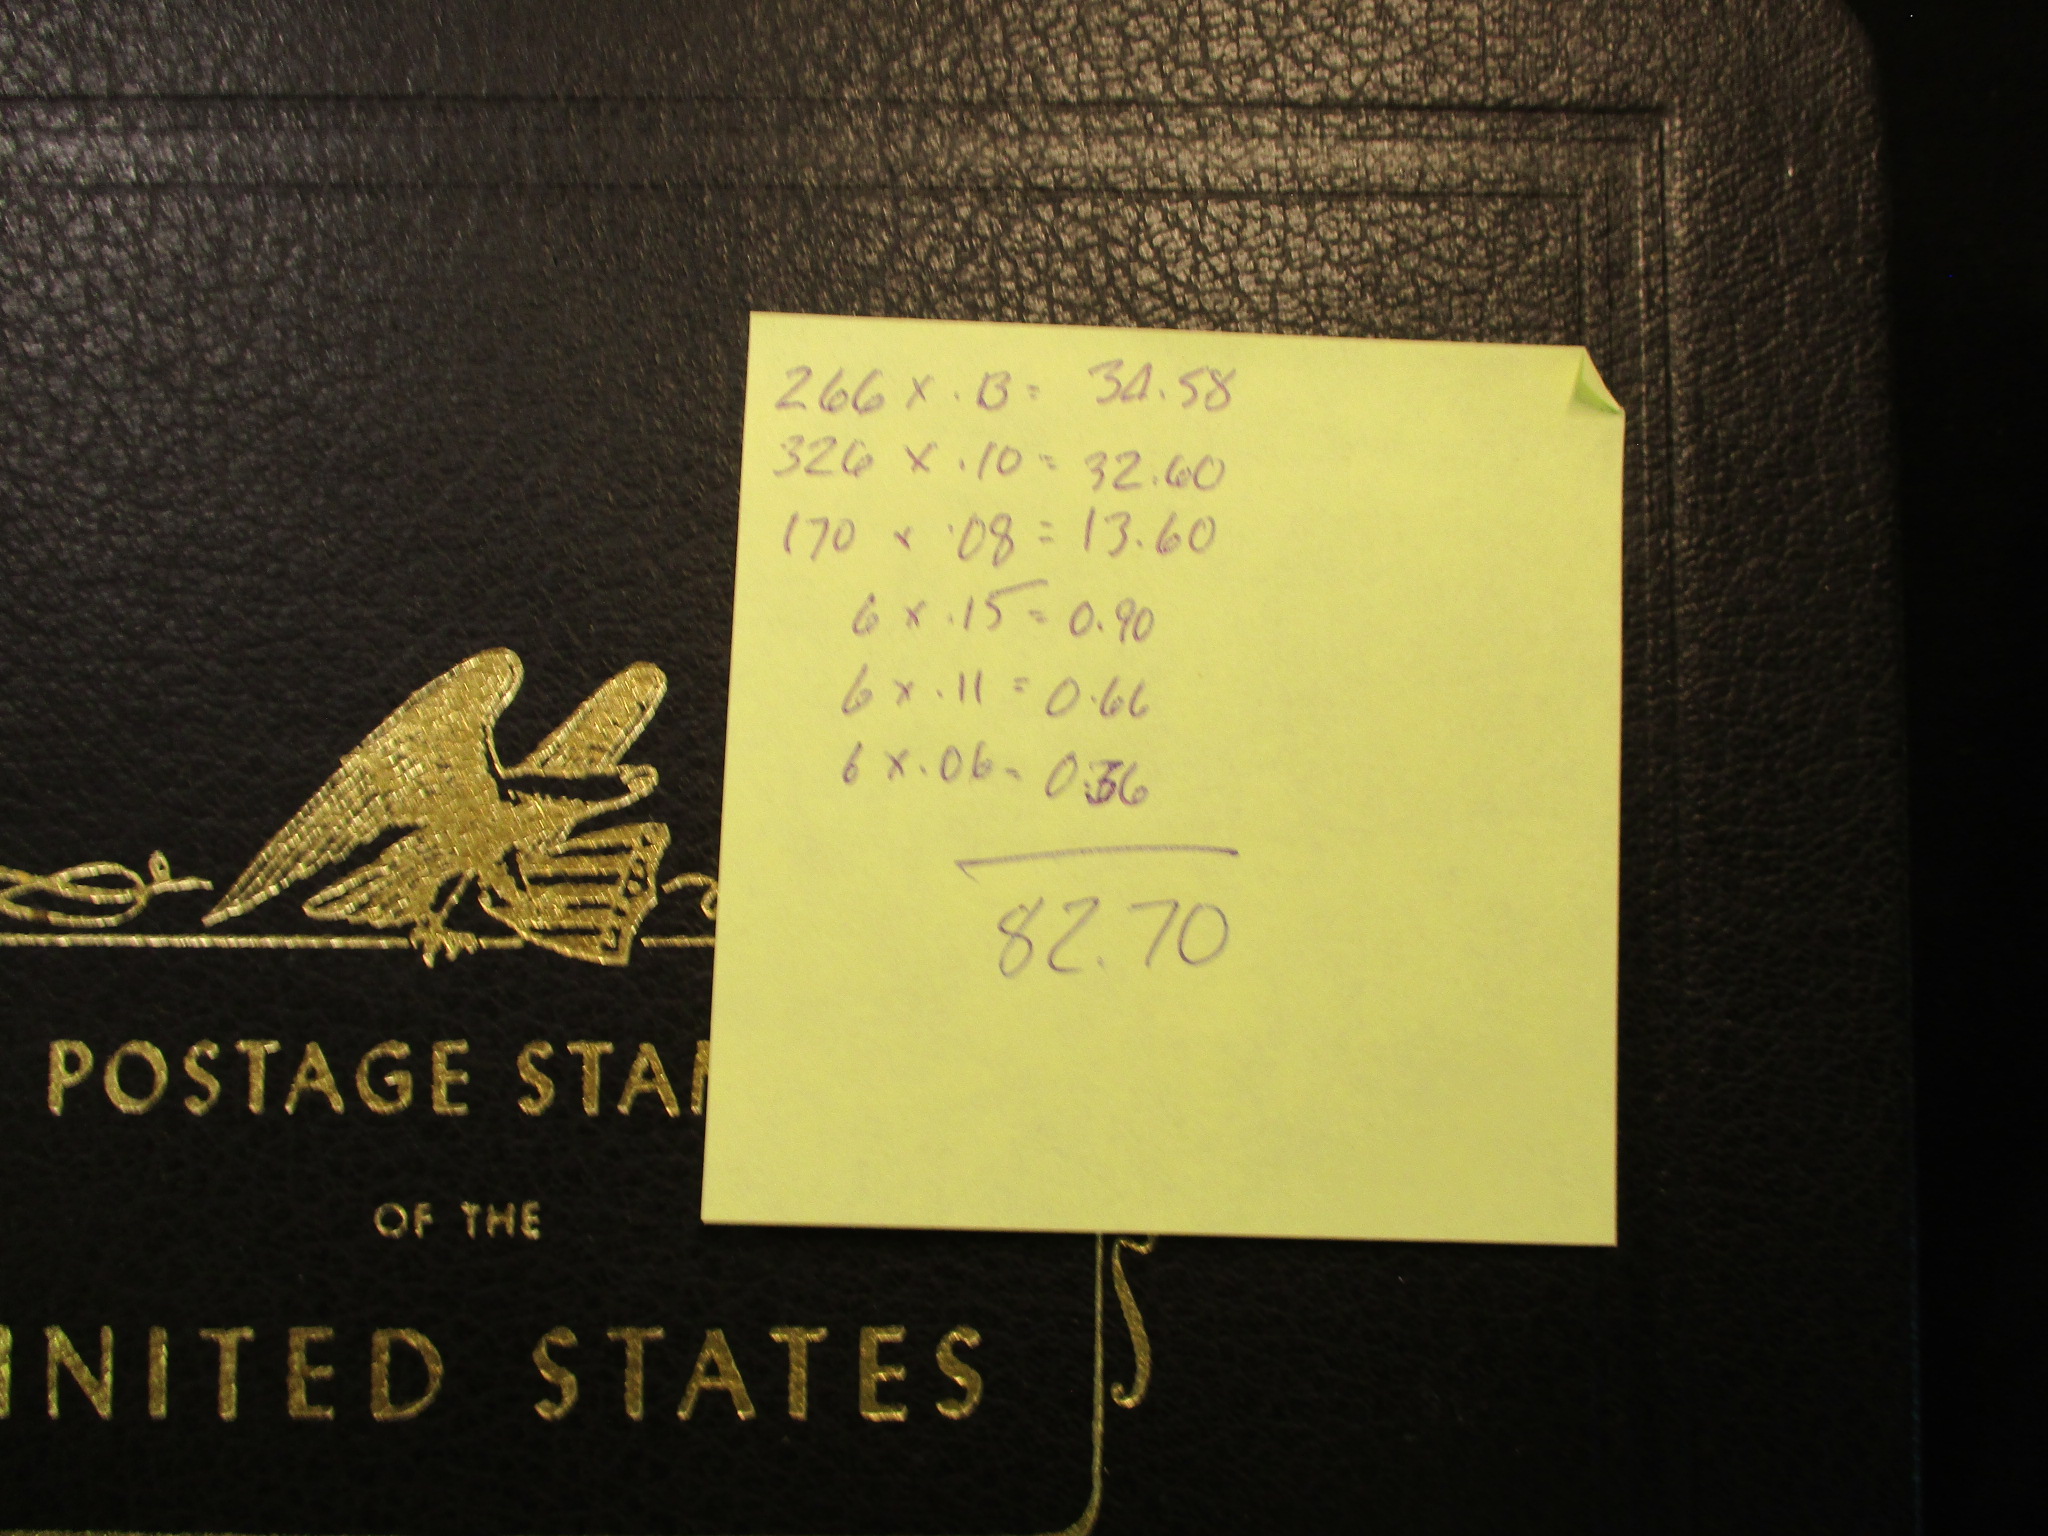 266 x .13 = 34.58
326 x .10 = 32.60
170 x .08 = 13.60
6 x .15 = 0.90
6 x .11 = 0.66
6 x .06 = 0.36
82.70
POSTAGE STAM
OF THE
NITED STATES